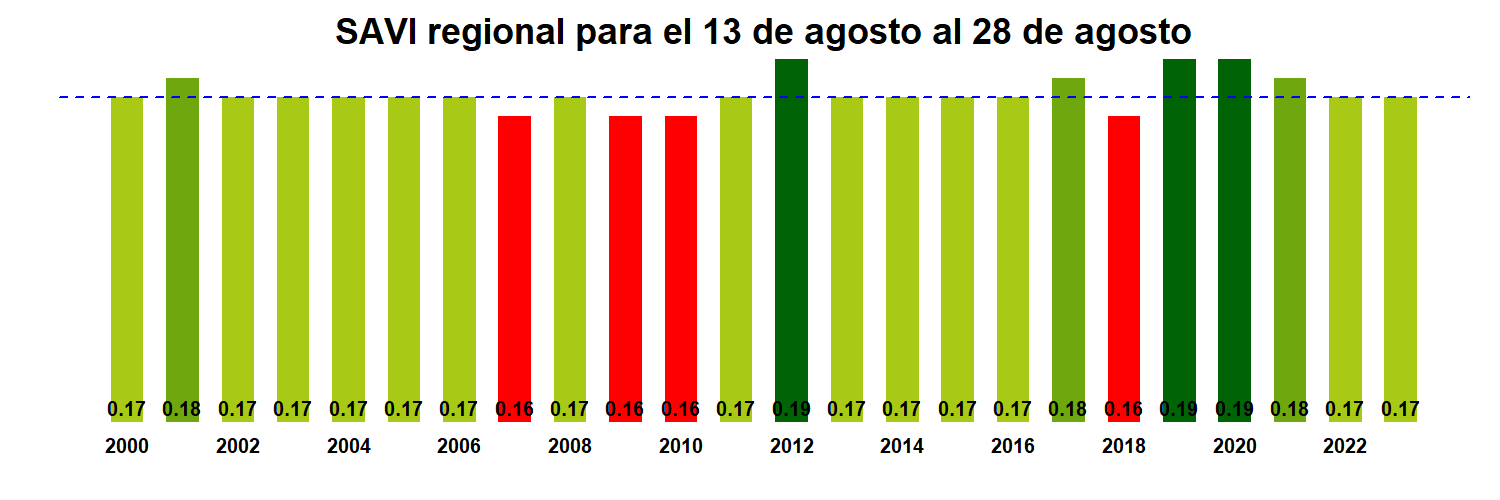 SAVI regional para el 13 de agosto al 28 de agosto
0.17 0.18 0.17 0.17 0.17 0.17 0.17 0.16 0.17 0.16 0.16 0.17 0.19 0.17 0.17 0.17 0.17 0.18 0.16 0.19 0.19 0.18 0.17 0.17
2000 2002 2004 2006 2008 2010 2012 2014 2016 2018 2020 2022